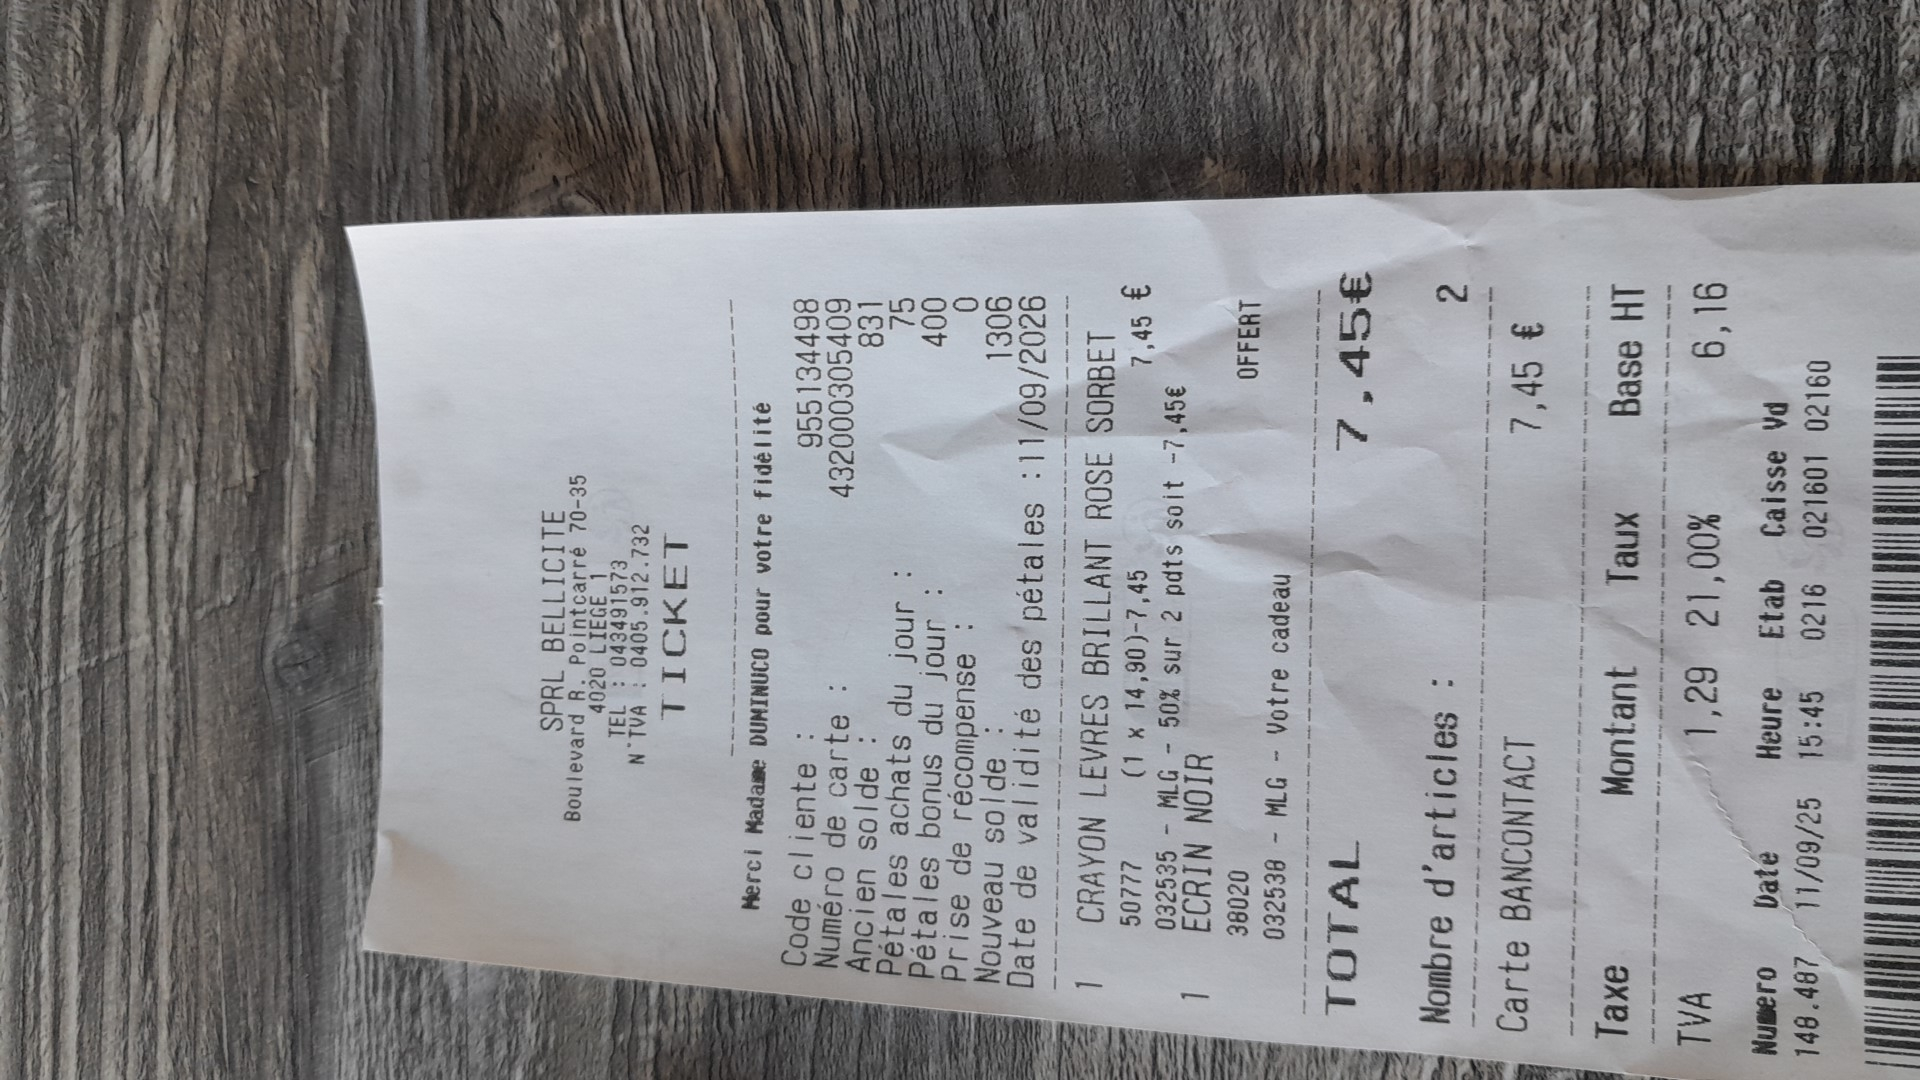 SPRL BELLICITE
Boulevard R. Pointcarré 70-35
4020 LIEGE 1
TEL : 043491573
N°TVA : 0405.912.732
TICKET
Merci Madame DUMINUCO pour votre fidélité
Code cliente : 955134498
Numéro de carte : 4320003305409
Ancien solde : 831
Pétales achats du jour : 75
Pétales bonus du jour : 400
Prise de récompense : 0
Nouveau solde : 1306
Date de validité des pétales :11/09/2026
1 CRAYON LEVRES BRILLANT ROSE SORBET
50777 (1 x 14,90)-7,45 7,45 €
032535 - MLG - 50% sur 2 pdts soit -7,45€
1 ECRIN NOIR
38020 OFFERT
032538 - MLG - Votre cadeau
TOTAL 7,45€
Nombre d'articles : 2
Carte BANCONTACT 7,45 €
Taxe Montant Taux Base HT
TVA 1,29 21,00% 6,16
Numero Date Heure Etab Caisse Vd
148.487 11/09/25 15:45 0216 021601 02160